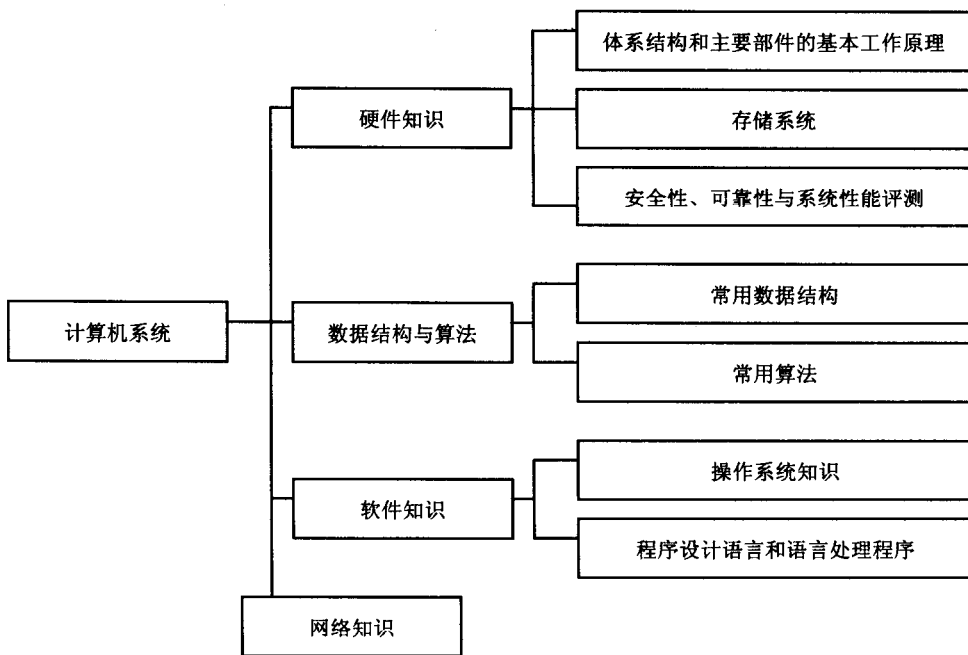 体系结构和主要部件的基本工作原理
硬件知识
存储系统
安全性、可靠性与系统性能评测
常用数据结构
计算机系统
数据结构与算法
常用算法
操作系统知识
软件知识
程序设计语言和语言处理程序
网络知识